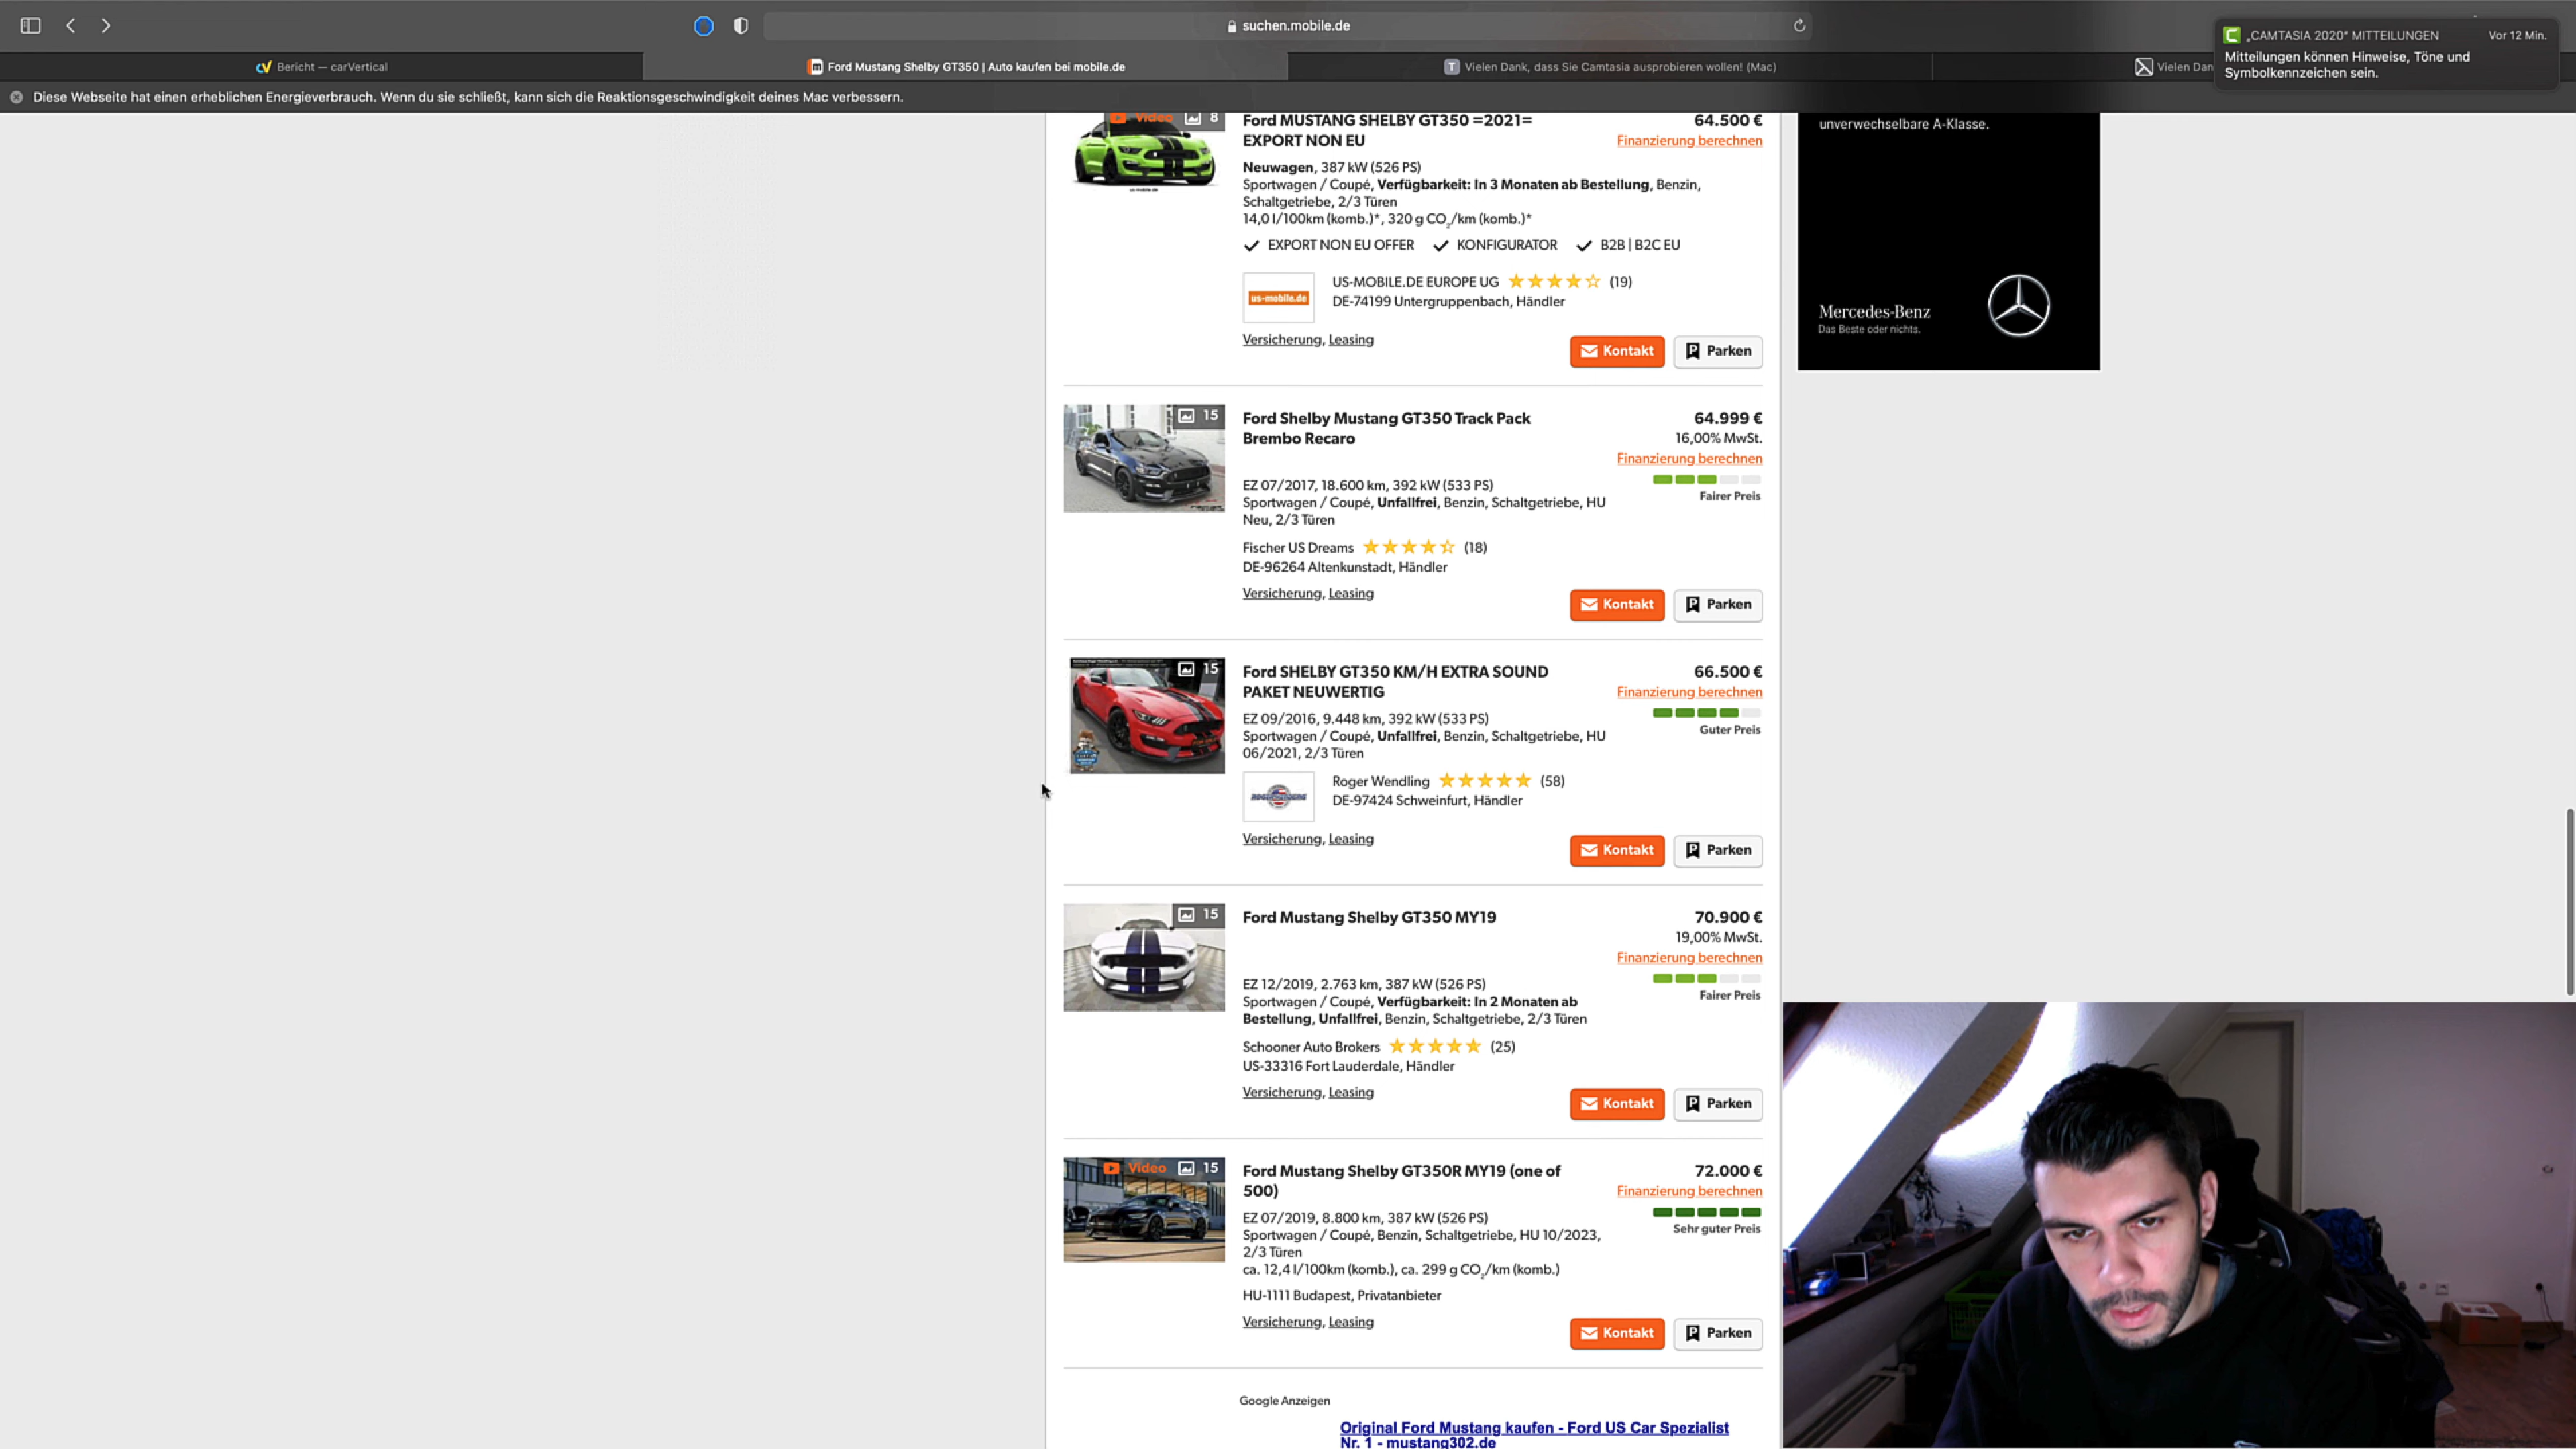 suchen.mobile.de
„CAMTASIA 2020“ MITTEILUNGEN
Vor 12 Min.
Mitteilungen können Hinweise, Töne und
Symbolkennzeichen sein.
Bericht — carVertical
Ford Mustang Shelby GT350 | Auto kaufen bei mobile.de
Vielen Dank, dass Sie Camtasia ausprobieren wollen! (Mac)
Vielen Dan
Diese Webseite hat einen erheblichen Energieverbrauch. Wenn du sie schließt, kann sich die Reaktionsgeschwindigkeit deines Mac verbessern.
Video 8
Ford MUSTANG SHELBY GT350 =2021=
EXPORT NON EU
64.500 €
Finanzierung berechnen
Neuwagen, 387 kW (526 PS)
Sportwagen / Coupé, Verfügbarkeit: In 3 Monaten ab Bestellung, Benzin,
Schaltgetriebe, 2/3 Türen
14,0 l/100km (komb.)*, 320 g CO2/km (komb.)*
EXPORT NON EU OFFER
KONFIGURATOR
B2B | B2C EU
us-mobile.de
US-MOBILE.DE EUROPE UG (19)
DE-74199 Untergruppenbach, Händler
Versicherung, Leasing
Kontakt
Parken
unverwechselbare A-Klasse.
Mercedes-Benz
Das Beste oder nichts.
15
Ford Shelby Mustang GT350 Track Pack
Brembo Recaro
64.999 €
16,00% MwSt.
Finanzierung berechnen
Fairer Preis
EZ 07/2017, 18.600 km, 392 kW (533 PS)
Sportwagen / Coupé, Unfallfrei, Benzin, Schaltgetriebe, HU
Neu, 2/3 Türen
Fischer US Dreams (18)
DE-96264 Altenkunstadt, Händler
Versicherung, Leasing
Kontakt
Parken
15
Ford SHELBY GT350 KM/H EXTRA SOUND
PAKET NEUWERTIG
66.500 €
Finanzierung berechnen
Guter Preis
EZ 09/2016, 9.448 km, 392 kW (533 PS)
Sportwagen / Coupé, Unfallfrei, Benzin, Schaltgetriebe, HU
06/2021, 2/3 Türen
Roger Wendling (58)
DE-97424 Schweinfurt, Händler
Versicherung, Leasing
Kontakt
Parken
15
Ford Mustang Shelby GT350 MY19
70.900 €
19,00% MwSt.
Finanzierung berechnen
Fairer Preis
EZ 12/2019, 2.763 km, 387 kW (526 PS)
Sportwagen / Coupé, Verfügbarkeit: In 2 Monaten ab
Bestellung, Unfallfrei, Benzin, Schaltgetriebe, 2/3 Türen
Schooner Auto Brokers (25)
US-33316 Fort Lauderdale, Händler
Versicherung, Leasing
Kontakt
Parken
Video 15
Ford Mustang Shelby GT350R MY19 (one of
500)
72.000 €
Finanzierung berechnen
Sehr guter Preis
EZ 07/2019, 8.800 km, 387 kW (526 PS)
Sportwagen / Coupé, Benzin, Schaltgetriebe, HU 10/2023,
2/3 Türen
ca. 12,4 l/100km (komb.), ca. 299 g CO2/km (komb.)
HU-1111 Budapest, Privatanbieter
Versicherung, Leasing
Kontakt
Parken
Google Anzeigen
Original Ford Mustang kaufen - Ford US Car Spezialist
Nr. 1 - mustang302.de